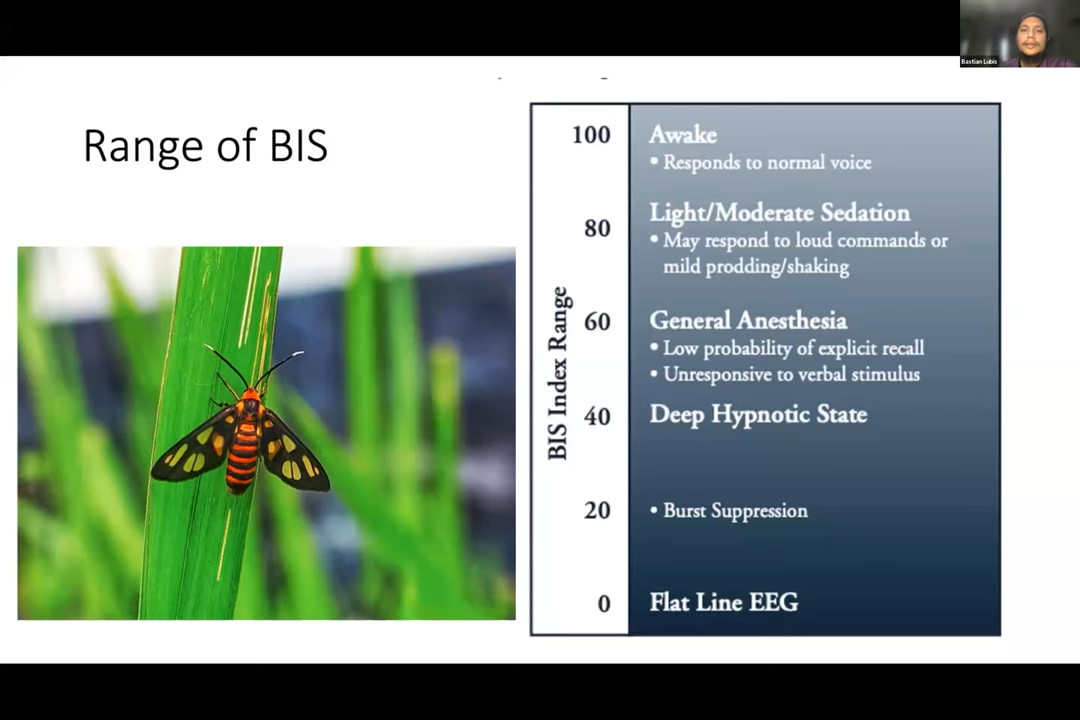 Bastian Lubis
Range of BIS
BIS Index Range
100
Awake
• Responds to normal voice
80
Light/Moderate Sedation
• May respond to loud commands or
mild prodding/shaking
60
General Anesthesia
• Low probability of explicit recall
• Unresponsive to verbal stimulus
40
Deep Hypnotic State
20
• Burst Suppression
0
Flat Line EEG